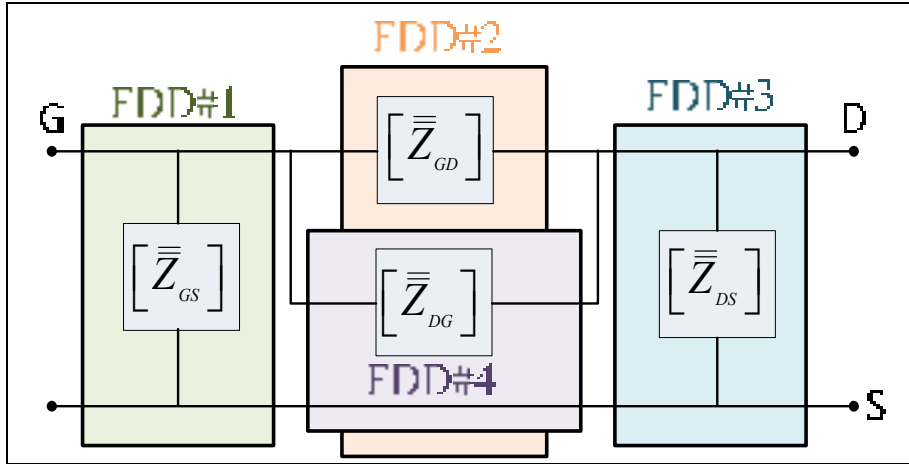 FDD#2
FDD#1
FDD#3
G
D
[Z̿ GD]
[Z̿ GS]
[Z̿ DG]
[Z̿ DS]
FDD#4
S